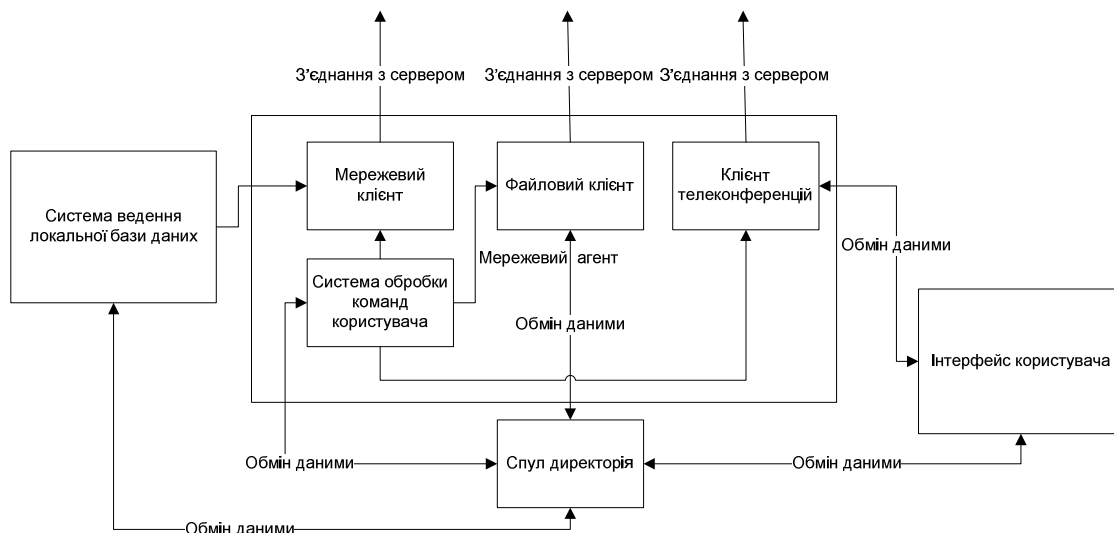 З'єднання з сервером
З'єднання з сервером
З'єднання з сервером
Мережевий
клієнт
Файловий клієнт
Клієнт
телеконференцій
Система ведення
локальної бази даних
Обмін даними
Мережевий агент
Система обробки
команд
користувача
Обмін даними
Інтерфейс користувача
Обмін даними
Спул директорія
Обмін даними
Обмін даними